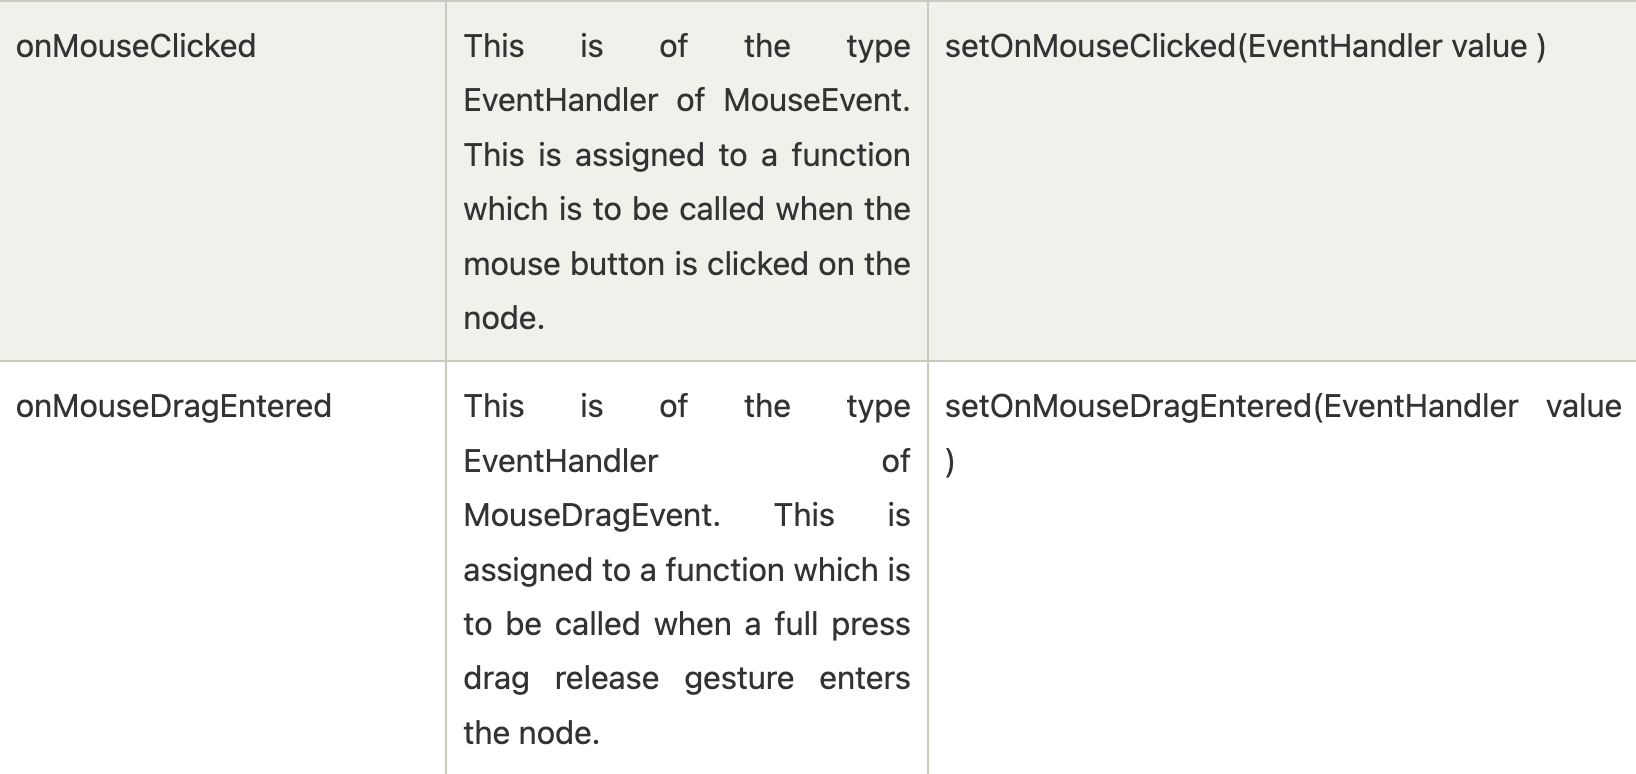 onMouseClicked
This is of the type
EventHandler of MouseEvent.
This is assigned to a function
which is to be called when the
mouse button is clicked on the
node.
setOnMouseClicked(EventHandler value )
onMouseDragEntered
This is of the type
EventHandler of
MouseDragEvent. This is
assigned to a function which is
to be called when a full press
drag release gesture enters
the node.
setOnMouseDragEntered(EventHandler value
)